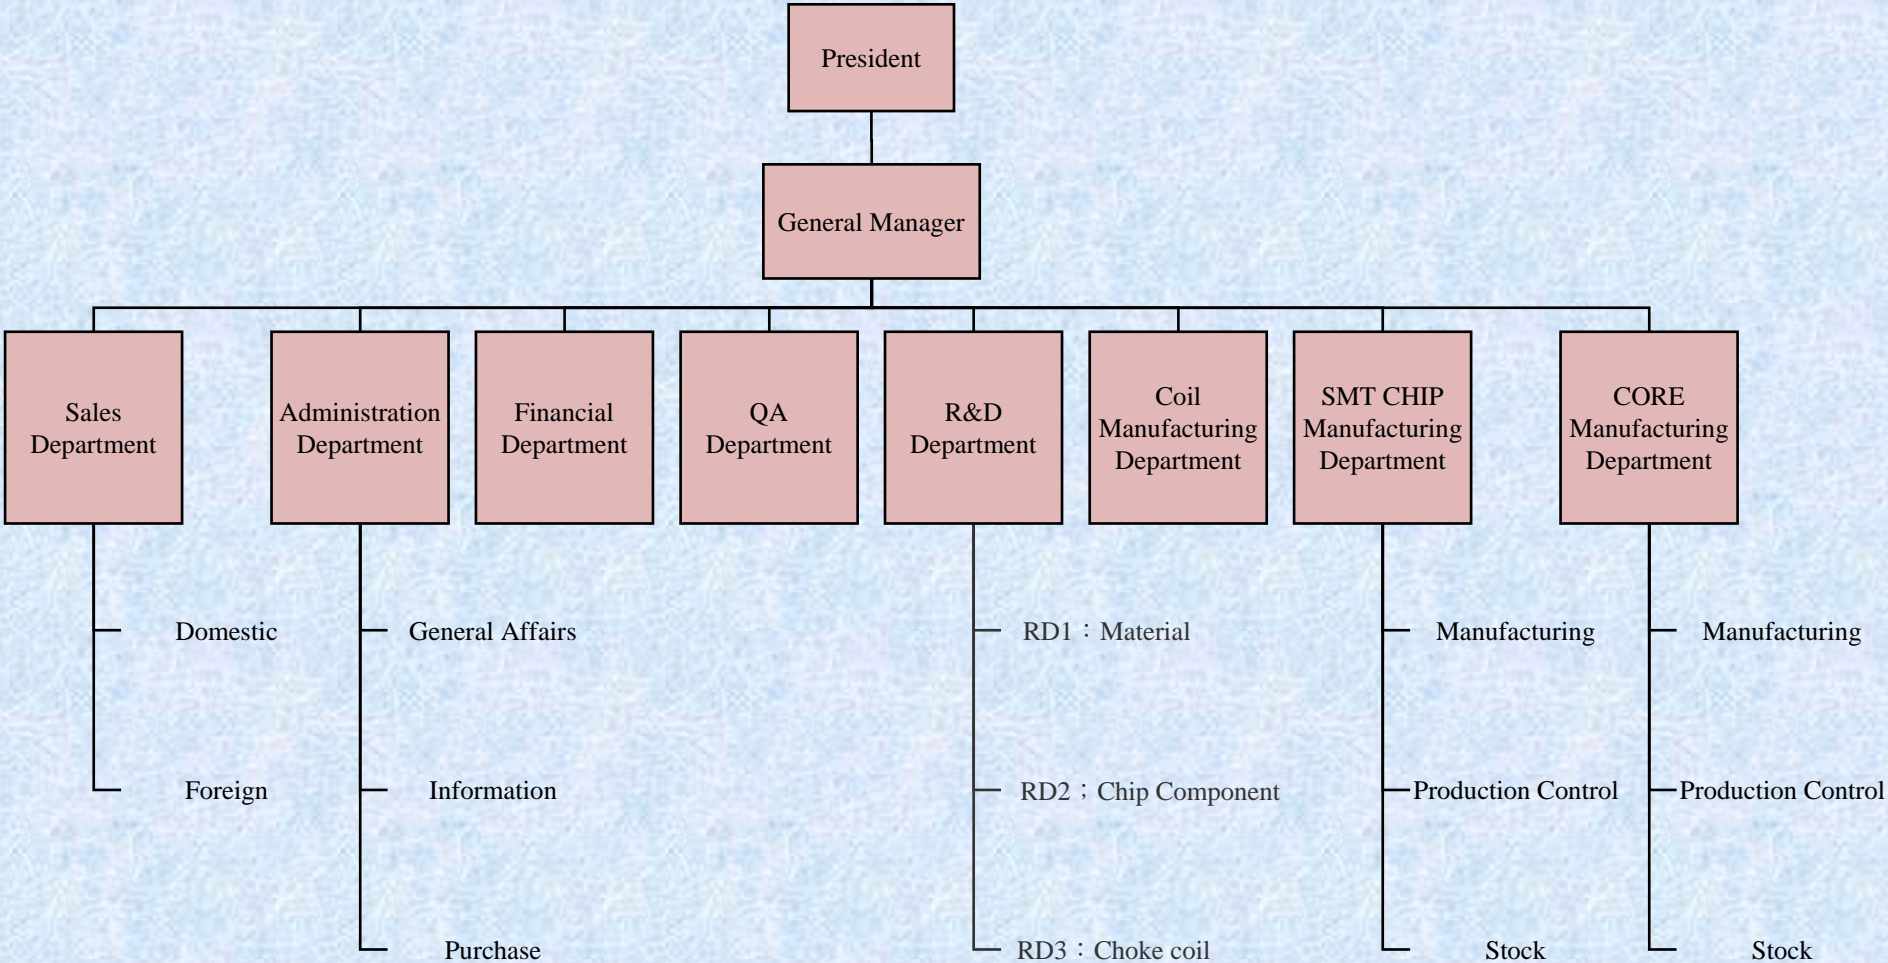 President
General Manager
Sales
Department
Administration
Department
Financial
Department
QA
Department
R&D
Department
Coil
Manufacturing
Department
SMT CHIP
Manufacturing
Department
CORE
Manufacturing
Department
Domestic
General Affairs
RD1：Material
Manufacturing
Manufacturing
Foreign
Information
RD2；Chip Component
Production Control
Production Control
Purchase
RD3：Choke coil
Stock
Stock